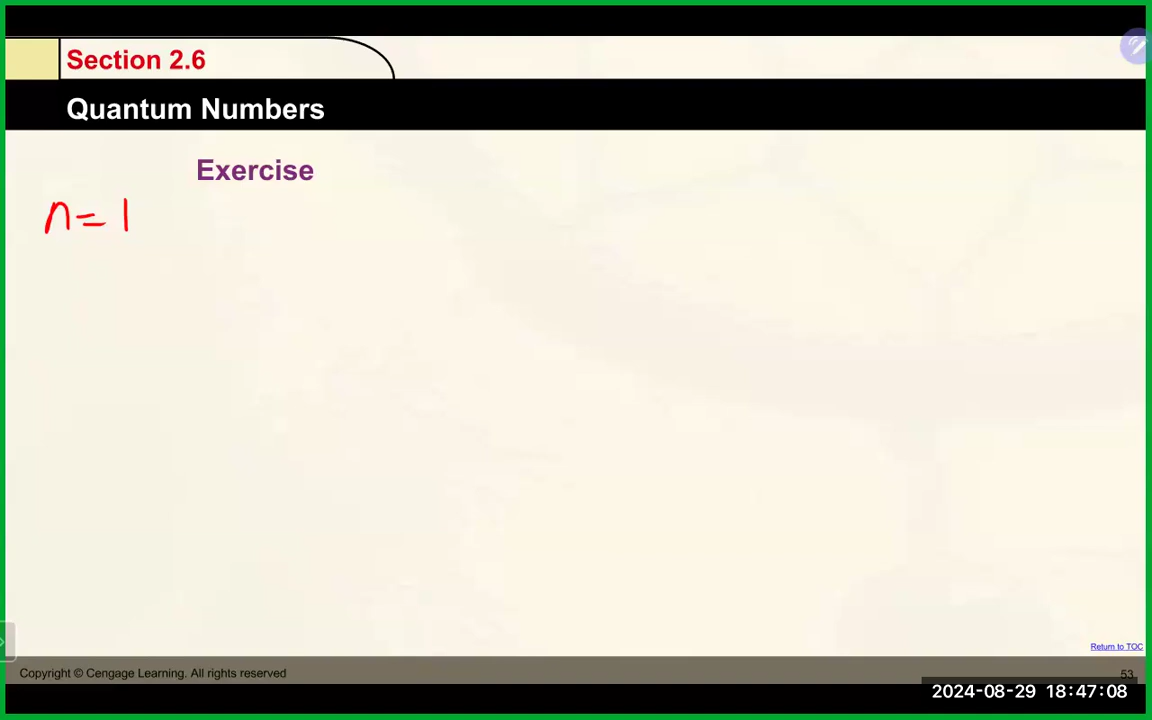 Section 2.6
Quantum Numbers
Exercise
n = 1
Return to TOC
Copyright © Cengage Learning. All rights reserved
53
2024-08-29 18:47:08